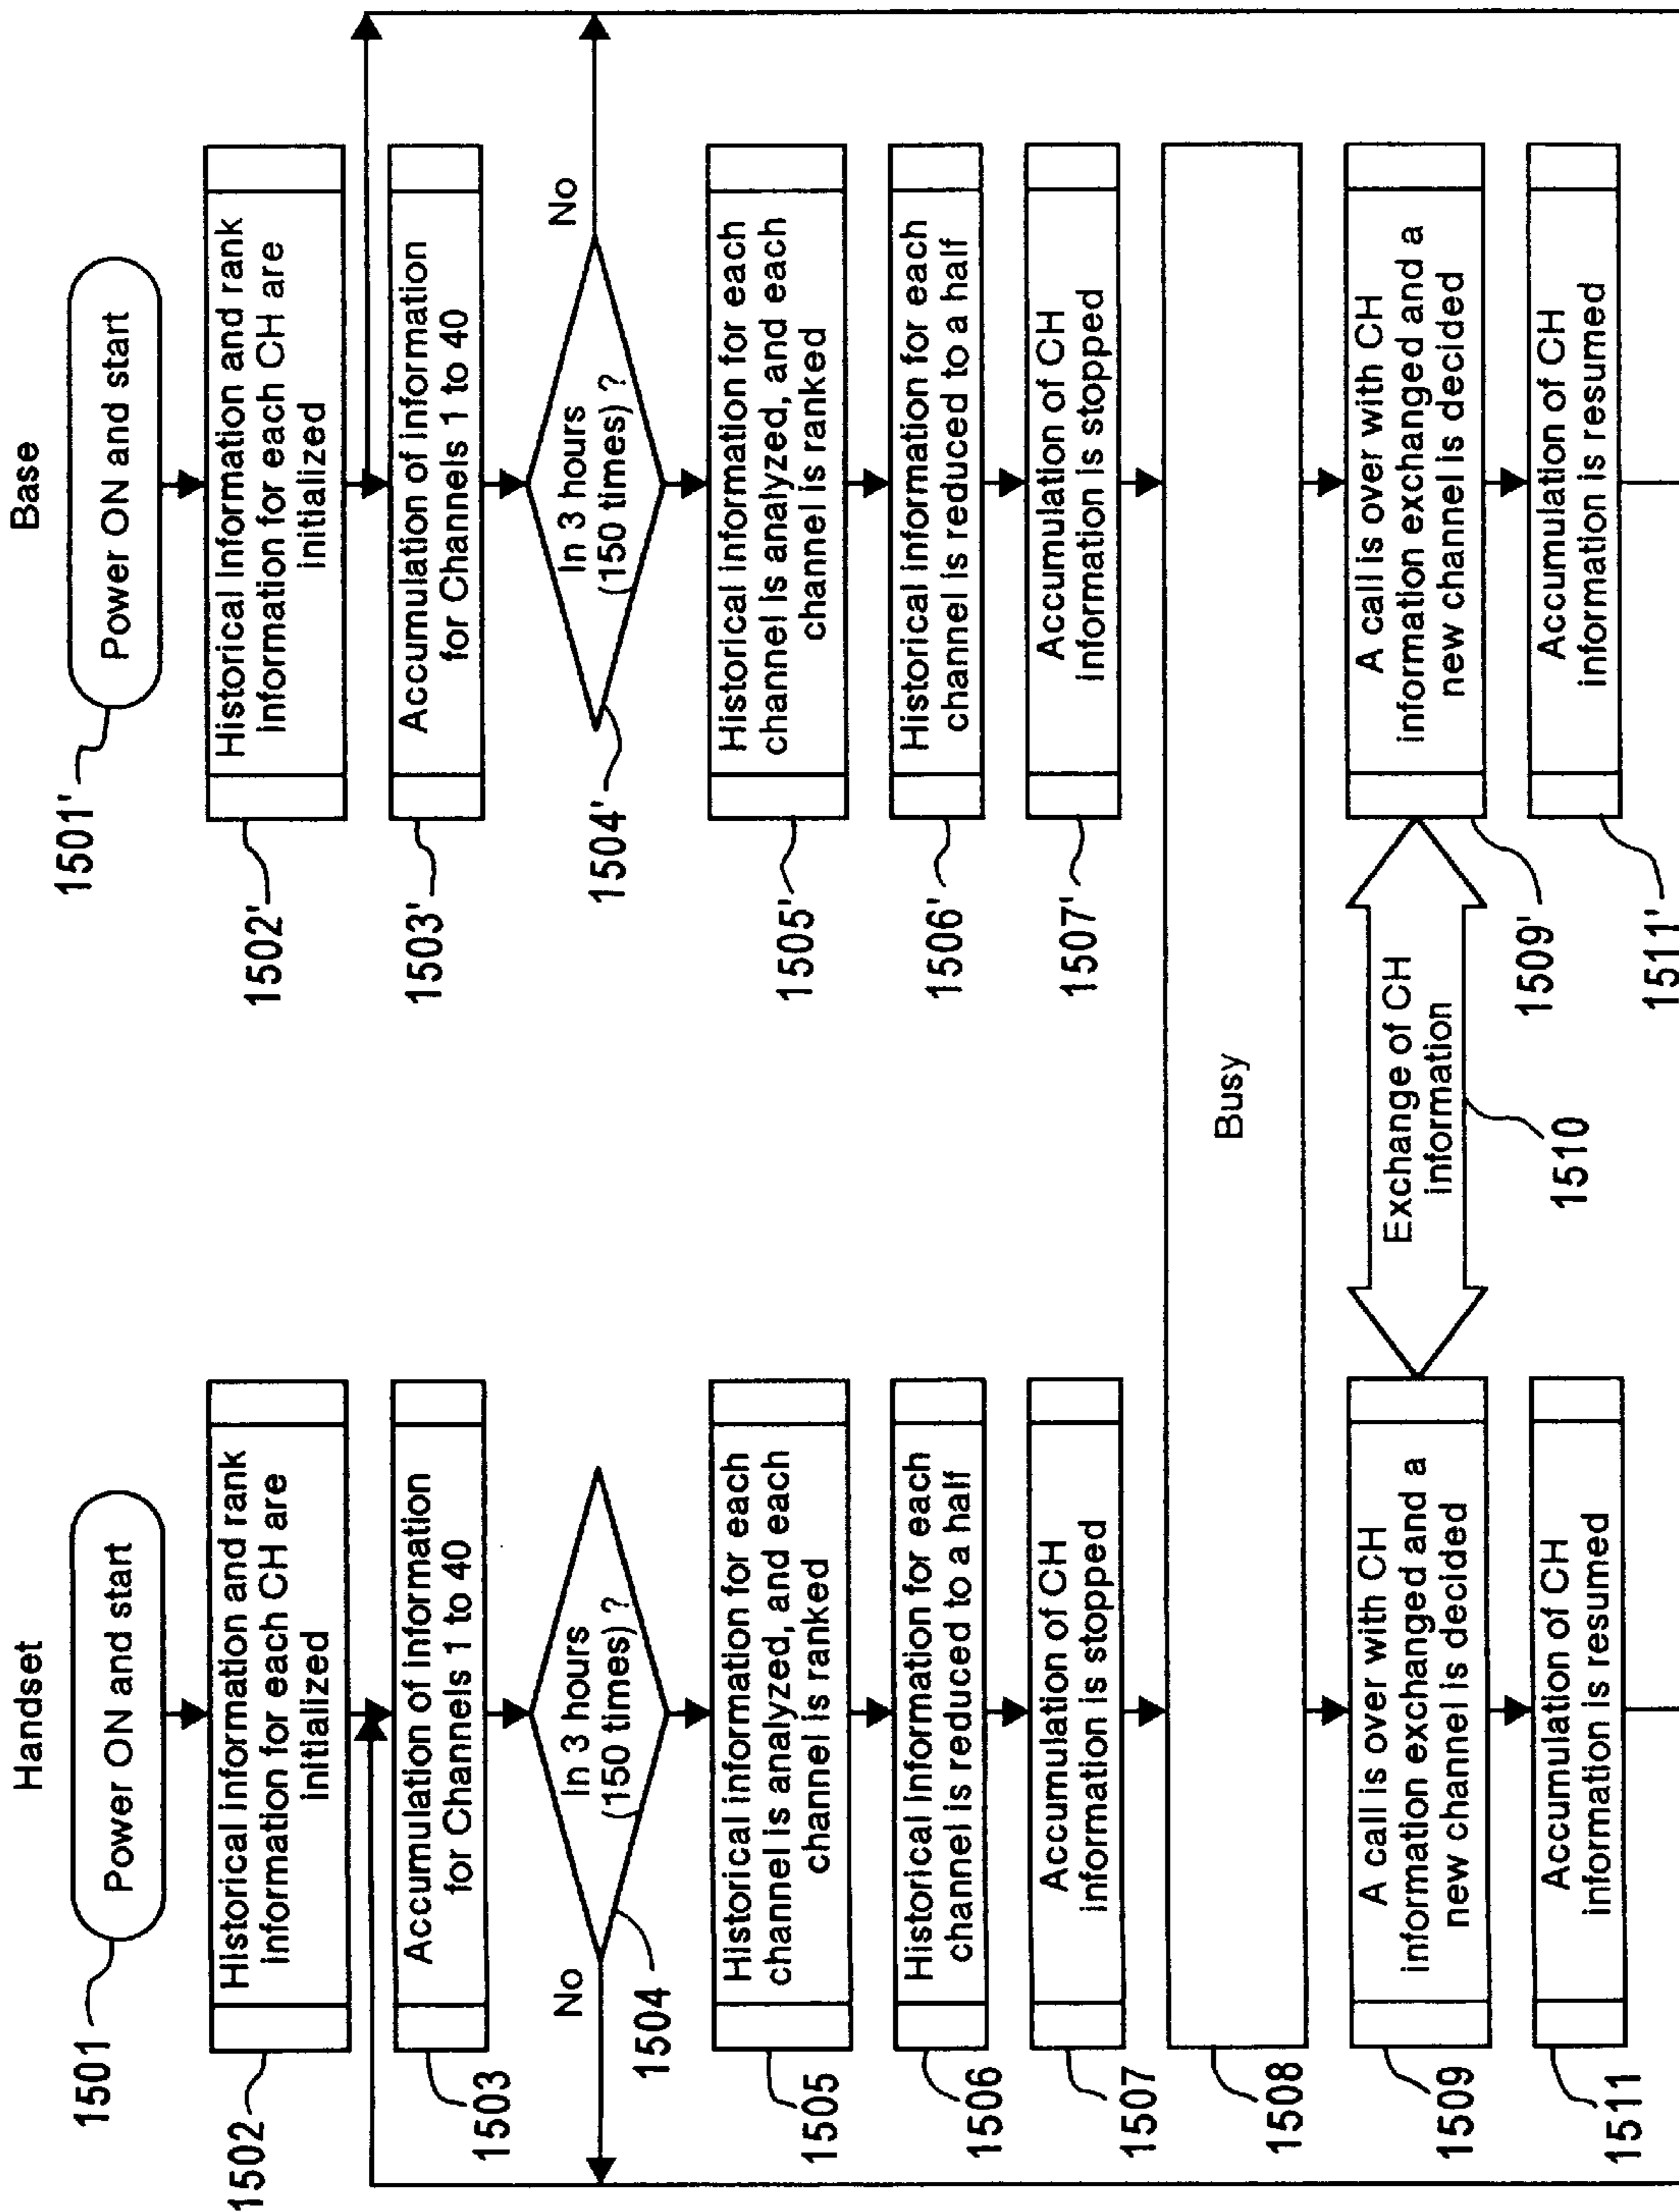 Handset
1501
Power ON and start
1502
Historical information and rank
information for each CH are
initialized
1503
Accumulation of information
for Channels 1 to 40
No
1504
In 3 hours
(150 times) ?
1505
Historical information for each
channel is analyzed, and each
channel is ranked
1506
Historical information for each
channel is reduced to a half
1507
Accumulation of CH
information is stopped
1508
Busy
1509
A call is over with CH
information exchanged and a
new channel is decided
Exchange of CH
information
1510
1511
Accumulation of CH
information is resumed
Base
1501'
Power ON and start
1502'
Historical information and rank
information for each CH are
initialized
1503'
Accumulation of information
for Channels 1 to 40
1504'
In 3 hours
(150 times) ?
No
1505'
Historical information for each
channel is analyzed, and each
channel is ranked
1506'
Historical information for each
channel is reduced to a half
1507'
Accumulation of CH
information is stopped
1509'
A call is over with CH
information exchanged and a
new channel is decided
1511'
Accumulation of CH
information is resumed